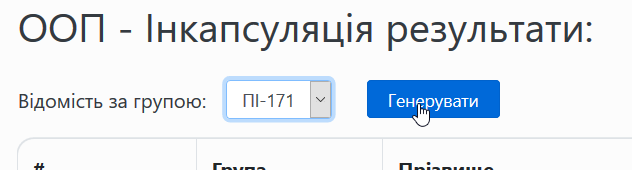 ООП - Інкапсуляція результати:
Відомість за групою: ПІ-171 Генерувати
# Група Прізвище